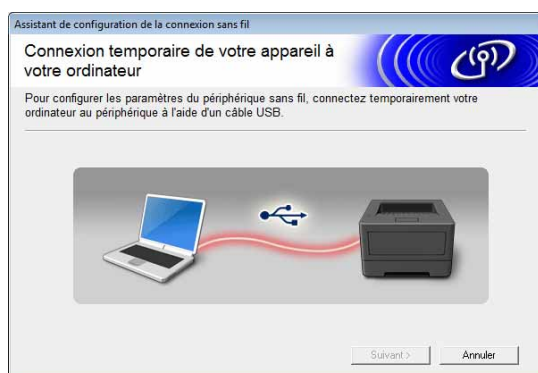 Assistant de configuration de la connexion sans fil
Connexion temporaire de votre appareil à
votre ordinateur
Pour configurer les paramètres du périphérique sans fil, connectez temporairement votre
ordinateur au périphérique à l'aide d'un câble USB.
Suivant >
Annuler